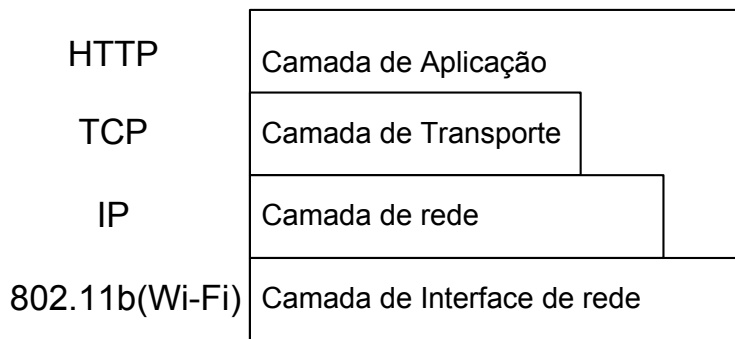 HTTP
Camada de Aplicação
TCP
Camada de Transporte
IP
Camada de rede
802.11b(Wi-Fi)
Camada de Interface de rede